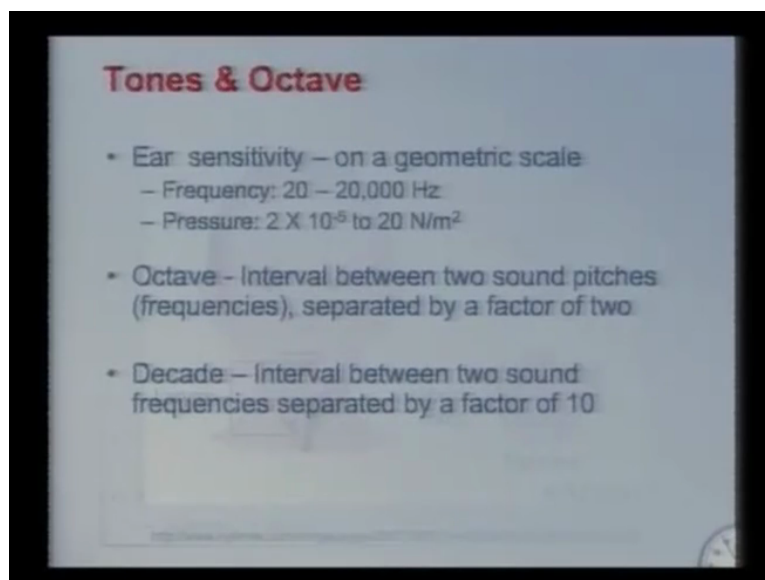 Tones & Octave
• Ear sensitivity – on a geometric scale
– Frequency: 20 – 20,000 Hz
– Pressure: 2 X 10⁻⁵ to 20 N/m²
• Octave - Interval between two sound pitches
(frequencies), separated by a factor of two
• Decade – Interval between two sound
frequencies separated by a factor of 10